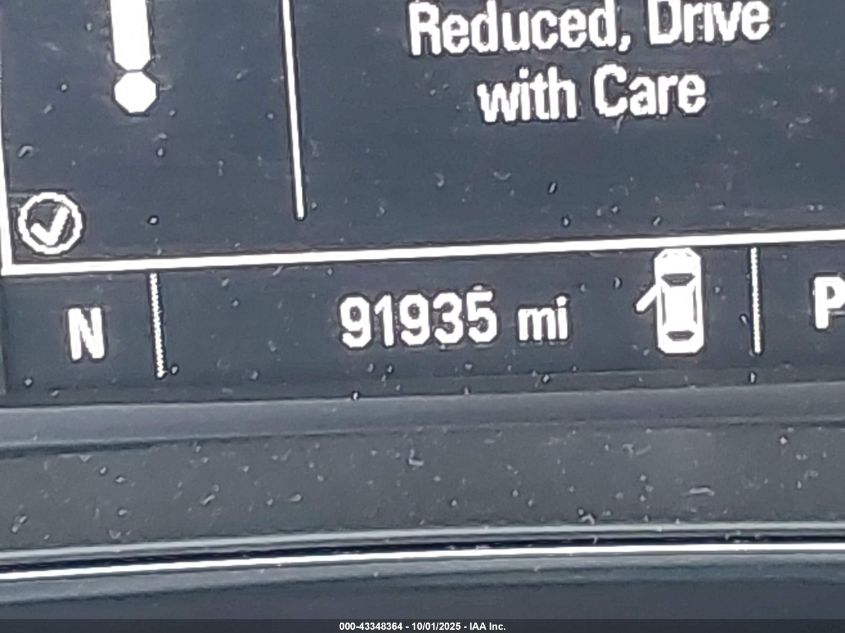 Reduced, Drive
with Care
N 91935 mi P
000-43348364 - 10/01/2025 - IAA Inc.